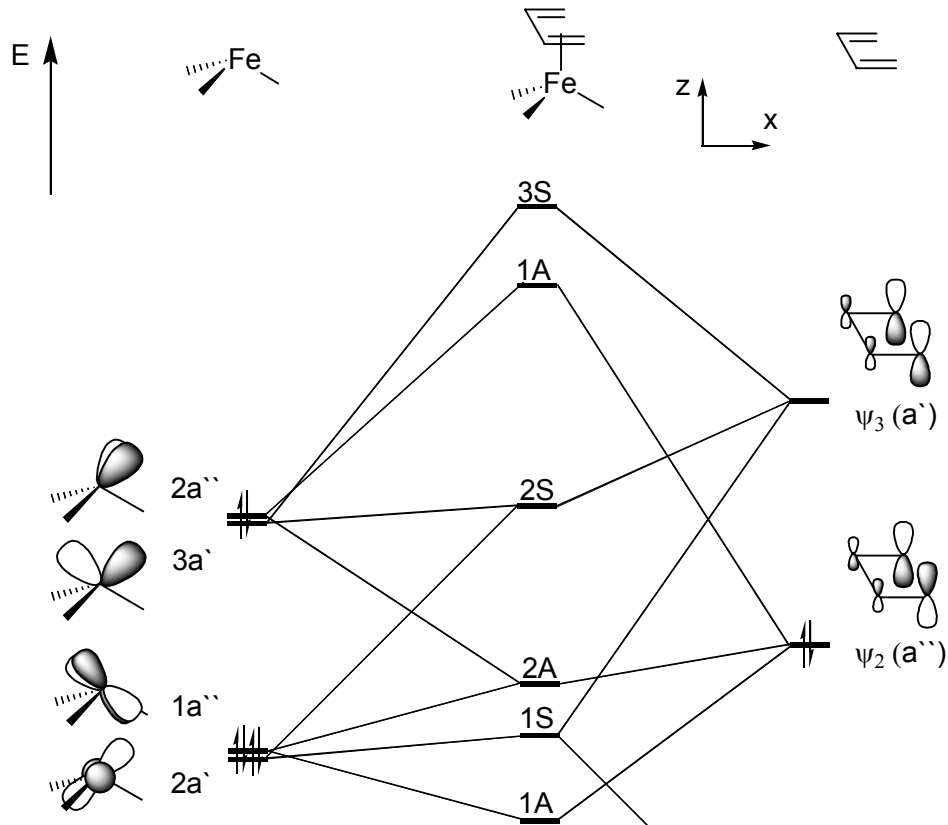 E
Fe
Fe
z
x
3S
1A
ψ3 (a`)
2a``
2S
3a`
ψ2 (a``)
2A
1a``
1S
2a`
1A